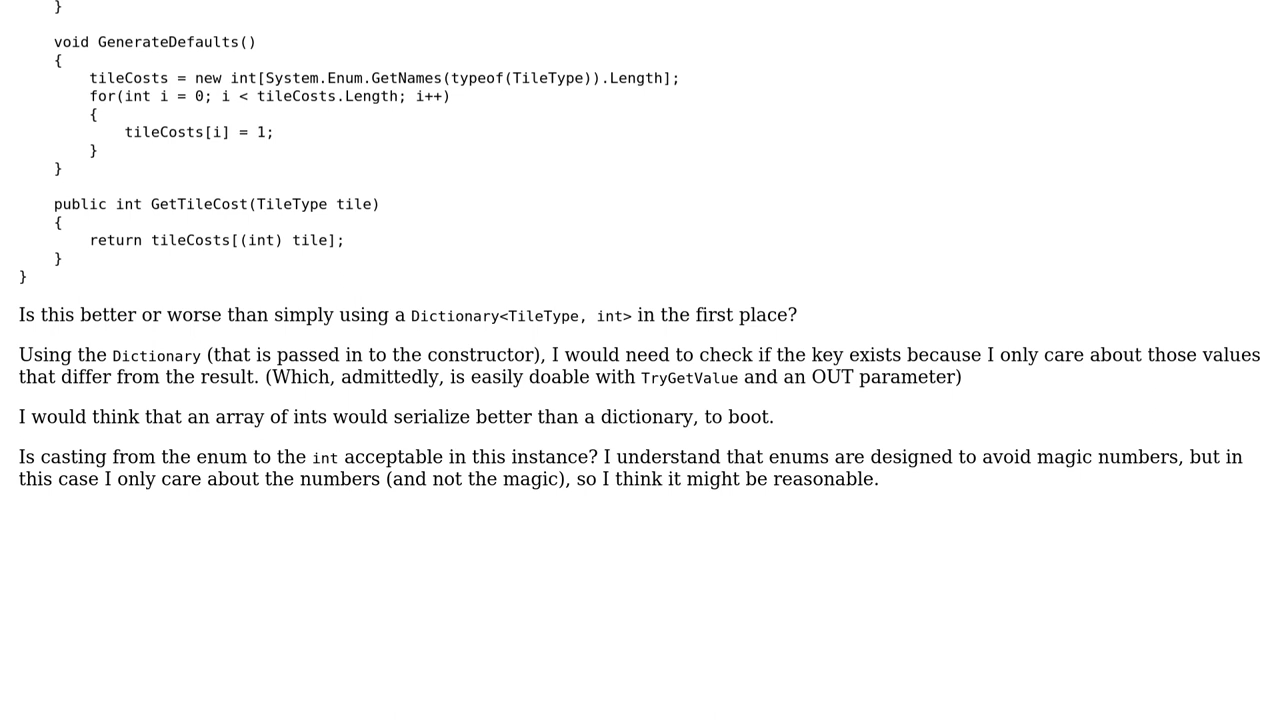 }
void GenerateDefaults()
{
tileCosts = new int[System.Enum.GetNames(typeof(TileType)).Length];
for(int i = 0; i < tileCosts.Length; i++)
{
tileCosts[i] = 1;
}
}
public int GetTileCost(TileType tile)
{
return tileCosts[(int) tile];
}
}
Is this better or worse than simply using a Dictionary<TileType, int> in the first place?
Using the Dictionary (that is passed in to the constructor), I would need to check if the key exists because I only care about those values
that differ from the result. (Which, admittedly, is easily doable with TryGetValue and an OUT parameter)
I would think that an array of ints would serialize better than a dictionary, to boot.
Is casting from the enum to the int acceptable in this instance? I understand that enums are designed to avoid magic numbers, but in
this case I only care about the numbers (and not the magic), so I think it might be reasonable.